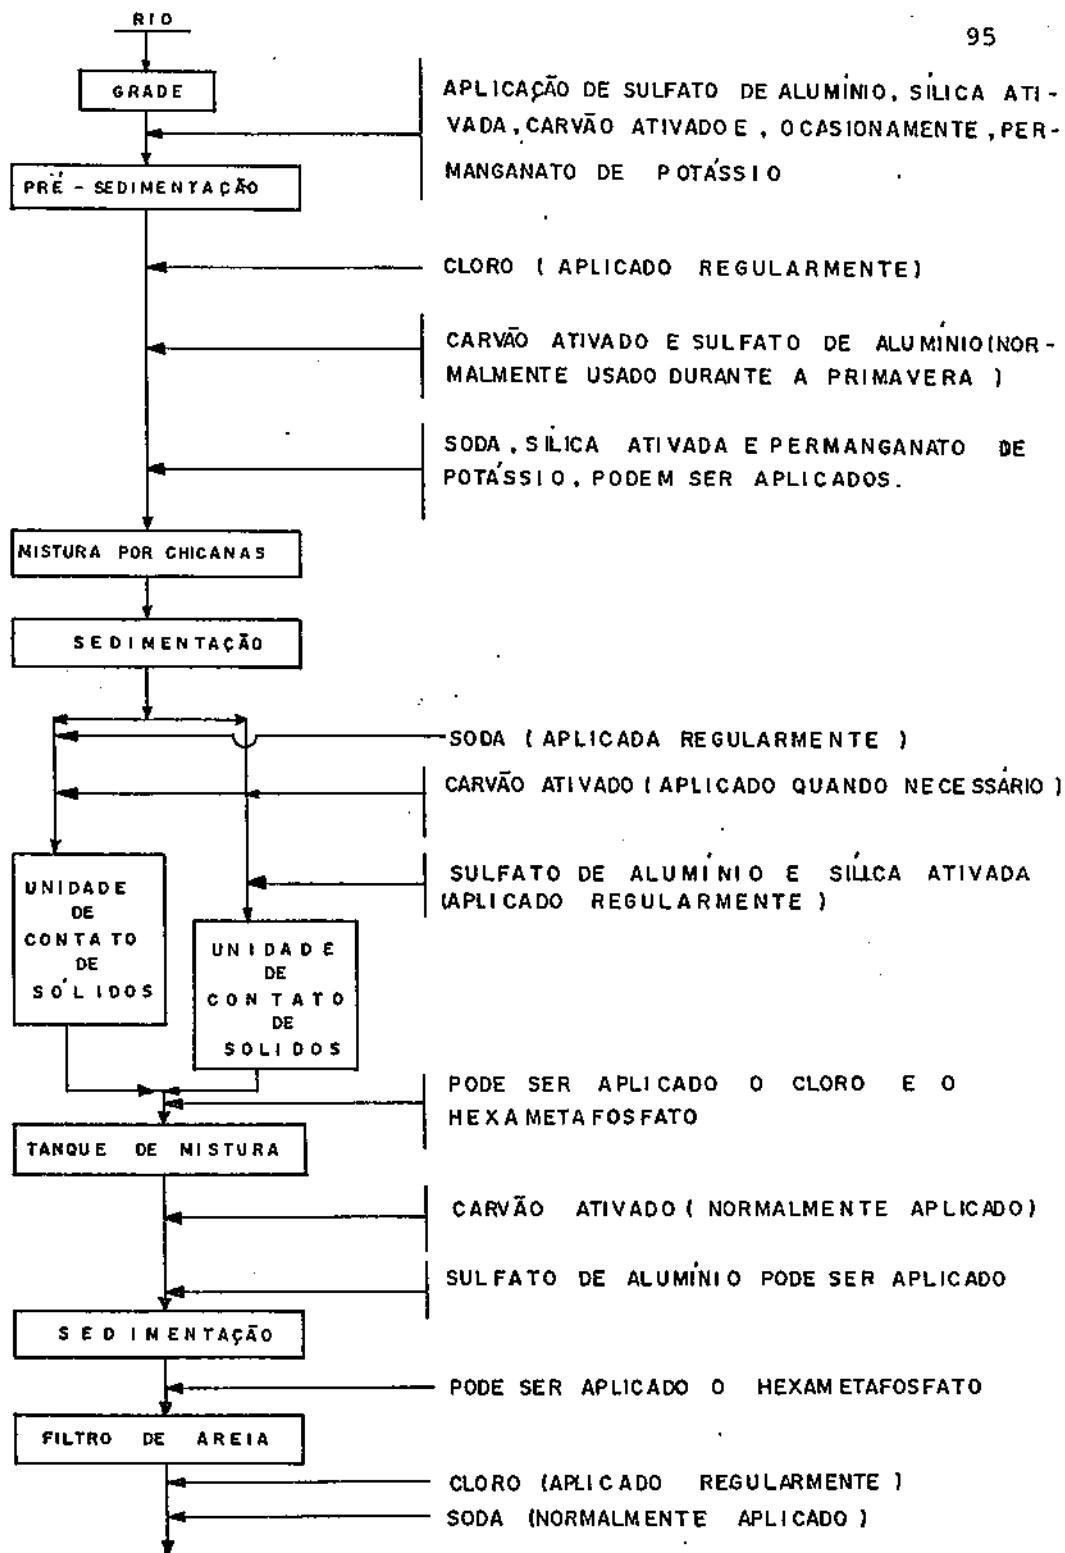 RIO
95
GRADE
APLICAÇÃO DE SULFATO DE ALUMÍNIO, SÍLICA ATI-
VADA, CARVÃO ATIVADO E, OCASIONAMENTE, PER-
MANGANATO DE POTÁSSIO
PRÉ-SEDIMENTAÇÃO
CLORO (APLICADO REGULARMENTE)
CARVÃO ATIVADO E SULFATO DE ALUMÍNIO (NOR-
MALMENTE USADO DURANTE A PRIMAVERA)
SODA, SÍLICA ATIVADA E PERMANGANATO DE
POTÁSSIO, PODEM SER APLICADOS.
MISTURA POR CHICANAS
SEDIMENTAÇÃO
SODA (APLICADA REGULARMENTE)
CARVÃO ATIVADO (APLICADO QUANDO NECESSÁRIO)
SULFATO DE ALUMÍNIO E SÍLICA ATIVADA
(APLICADO REGULARMENTE)
UNIDADE
DE
CONTATO
DE
SÓLIDOS
UNIDADE
DE
CONTATO
DE
SOLIDOS
PODE SER APLICADO O CLORO E O
HEXAMETAFOSFATO
TANQUE DE MISTURA
CARVÃO ATIVADO (NORMALMENTE APLICADO)
SULFATO DE ALUMÍNIO PODE SER APLICADO
SEDIMENTAÇÃO
PODE SER APLICADO O HEXAMETAFOSFATO
FILTRO DE AREIA
CLORO (APLICADO REGULARMENTE)
SODA (NORMALMENTE APLICADO)